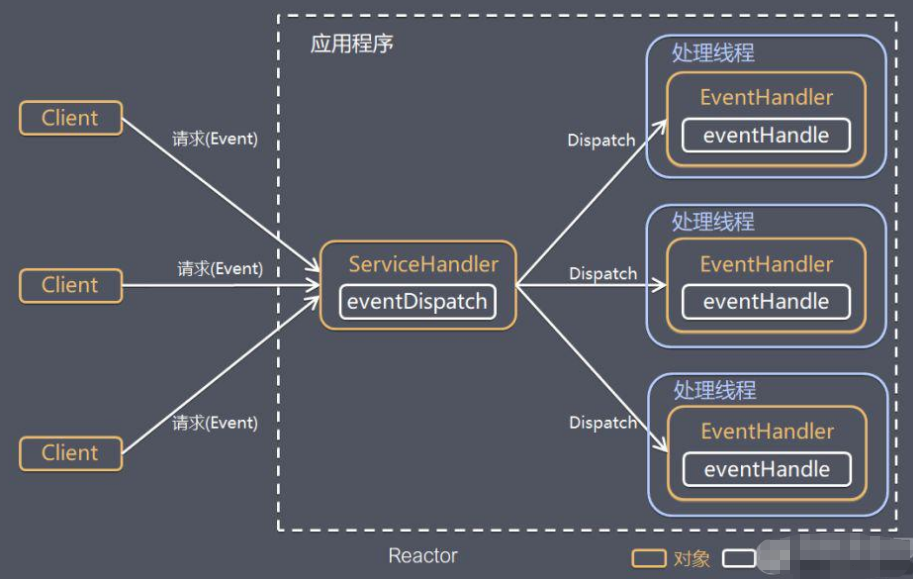 应用程序
处理线程
EventHandler
eventHandle
Client
请求(Event)
Dispatch
处理线程
EventHandler
eventHandle
Client
请求(Event)
ServiceHandler
eventDispatch
Dispatch
处理线程
EventHandler
eventHandle
Client
请求(Event)
Dispatch
Reactor
对象